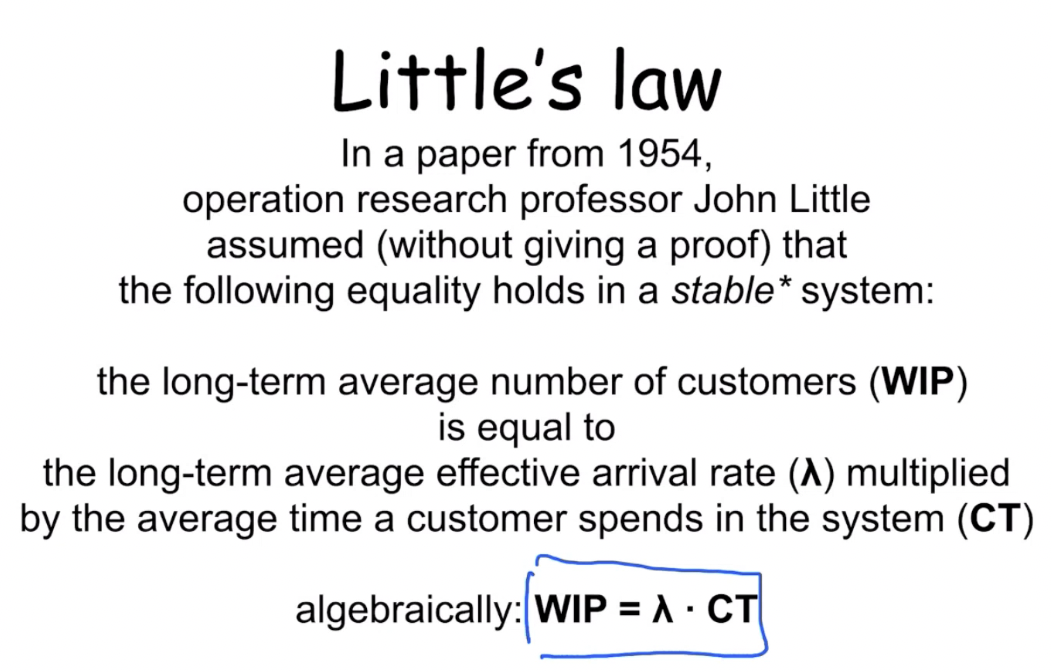 Little's law
In a paper from 1954,
operation research professor John Little
assumed (without giving a proof) that
the following equality holds in a stable* system:
the long-term average number of customers (WIP)
is equal to
the long-term average effective arrival rate (λ) multiplied
by the average time a customer spends in the system (CT)
algebraically: WIP = λ · CT